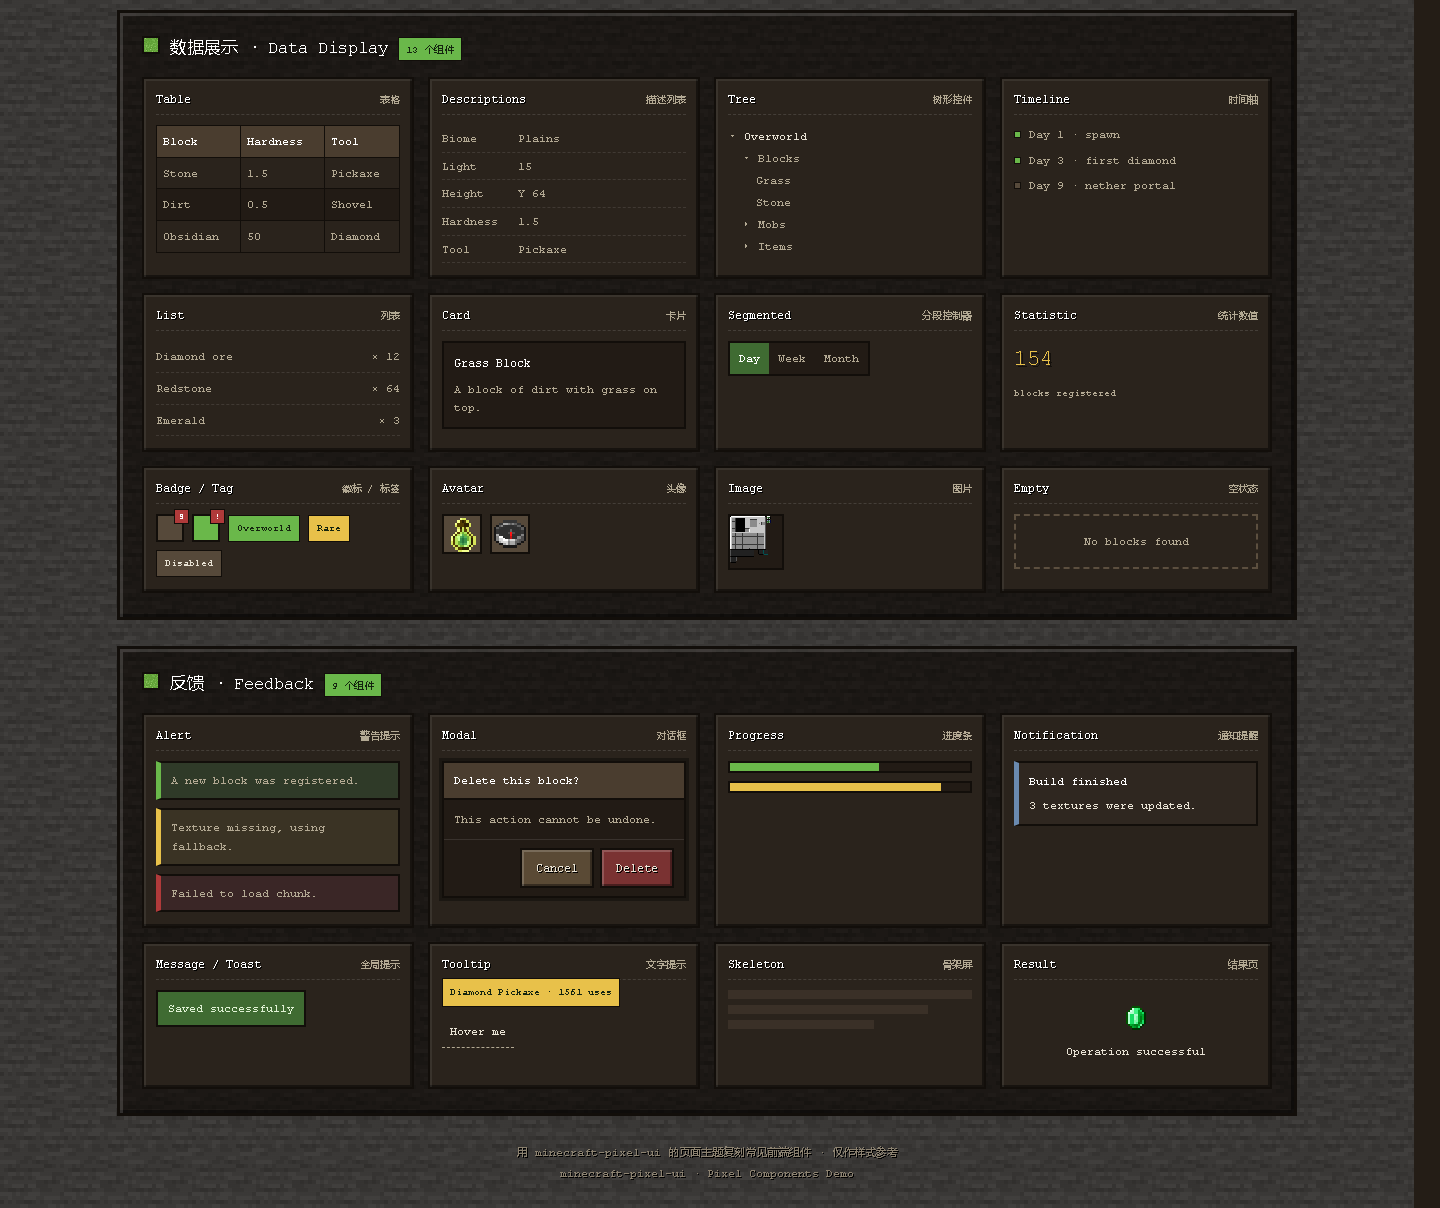 数据展示 · Data Display 13 个组件
Table 表格
Block Hardness Tool
Stone 1.5 Pickaxe
Dirt 0.5 Shovel
Obsidian 50 Diamond
Descriptions 描述列表
Biome Plains
Light 15
Height Y 64
Hardness 1.5
Tool Pickaxe
Tree 树形控件
Overworld
Blocks
Grass
Stone
Mobs
Items
Timeline 时间轴
Day 1 · spawn
Day 3 · first diamond
Day 9 · nether portal
List 列表
Diamond ore × 12
Redstone × 64
Emerald × 3
Card 卡片
Grass Block
A block of dirt with grass on
top.
Segmented 分段控制器
Day Week Month
Statistic 统计数值
154
blocks registered
Badge / Tag 徽标 / 标签
! Overworld Rare
Disabled
Avatar 头像
Image 图片
Empty 空状态
No blocks found
反馈 · Feedback 9 个组件
Alert 警告提示
A new block was registered.
Texture missing, using
fallback.
Failed to load chunk.
Modal 对话框
Delete this block?
This action cannot be undone.
Cancel Delete
Progress 进度条
Notification 通知提醒
Build finished
3 textures were updated.
Message / Toast 全局提示
Saved successfully
Tooltip 文字提示
Diamond Pickaxe · 1561 uses
Hover me
Skeleton 骨架屏
Result 结果页
Operation successful
用 minecraft-pixel-ui 的页面主题复刻常见前端组件 · 仅作样式参考
minecraft-pixel-ui · Pixel Components Demo